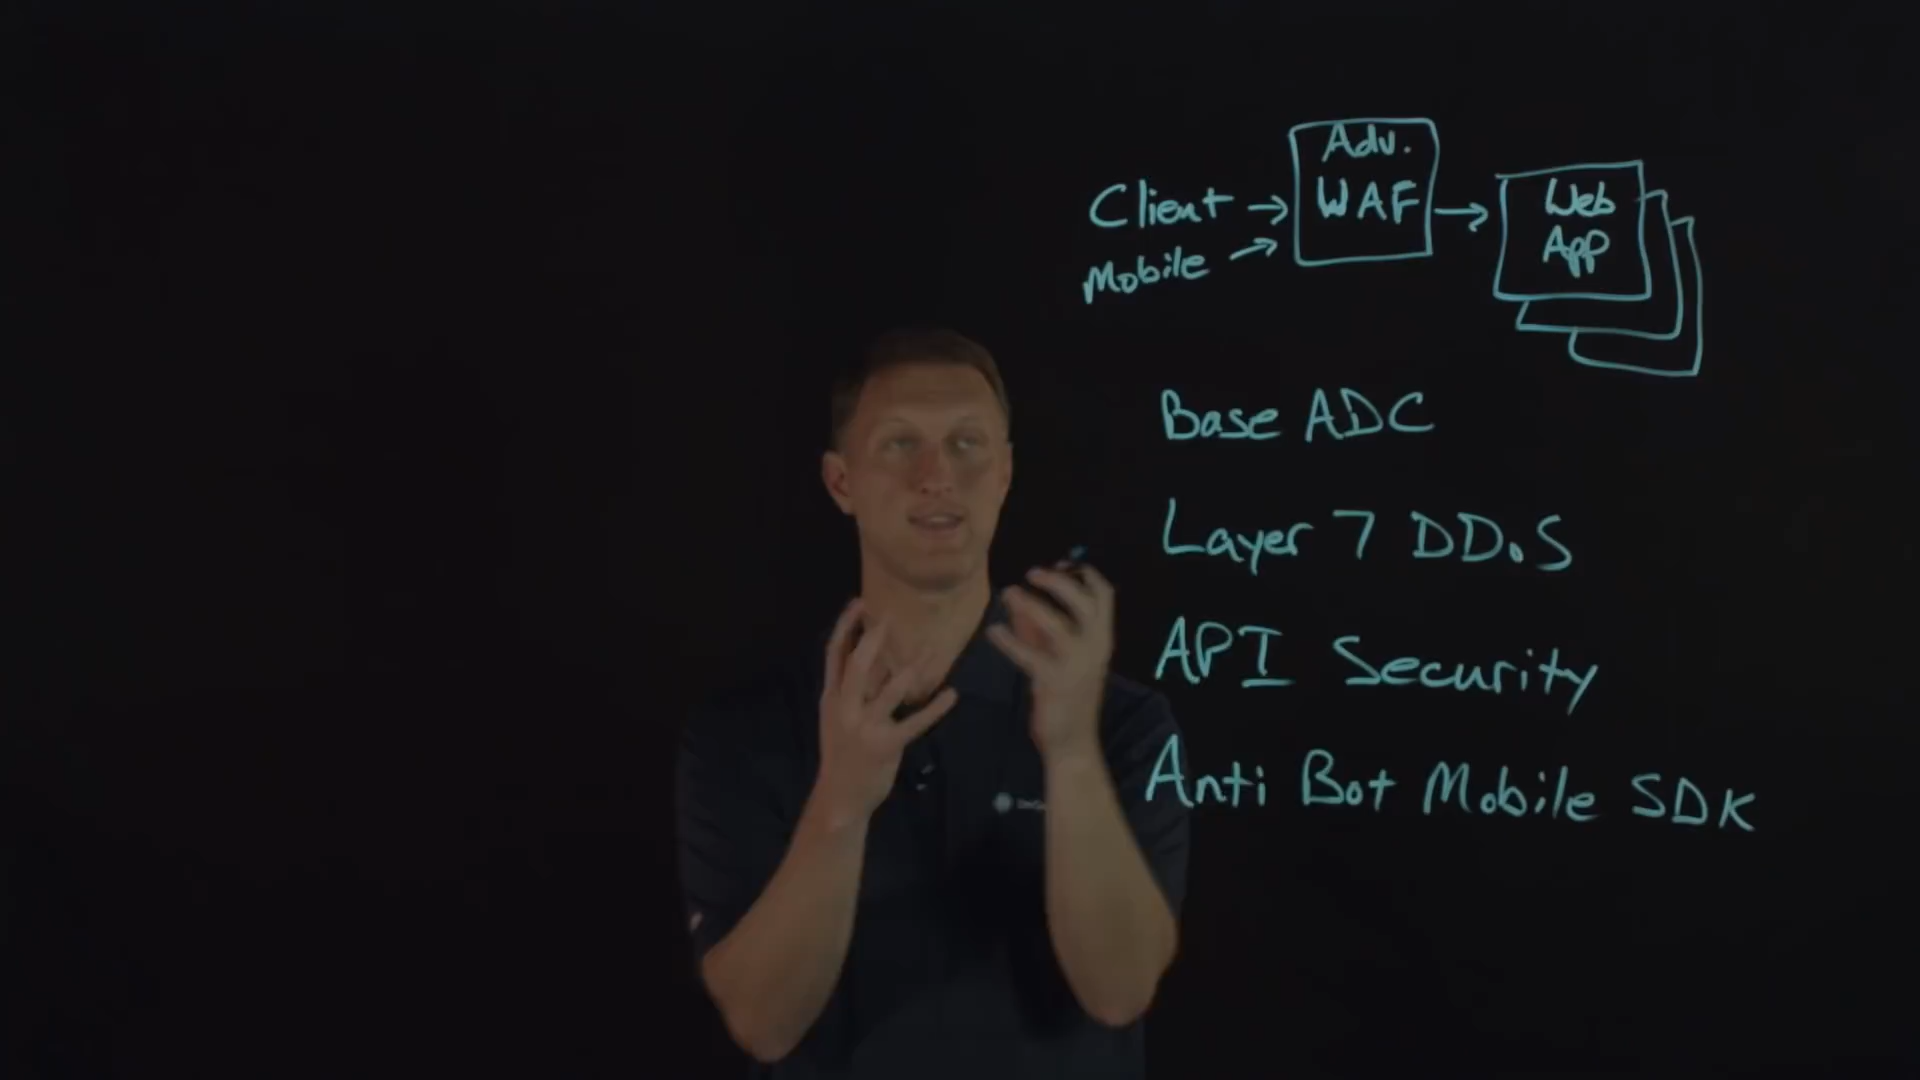 Adv.
WAF
Client →
Mobile →
→
Web
App
Base ADC
Layer 7 DDoS
API Security
Anti Bot Mobile SDK